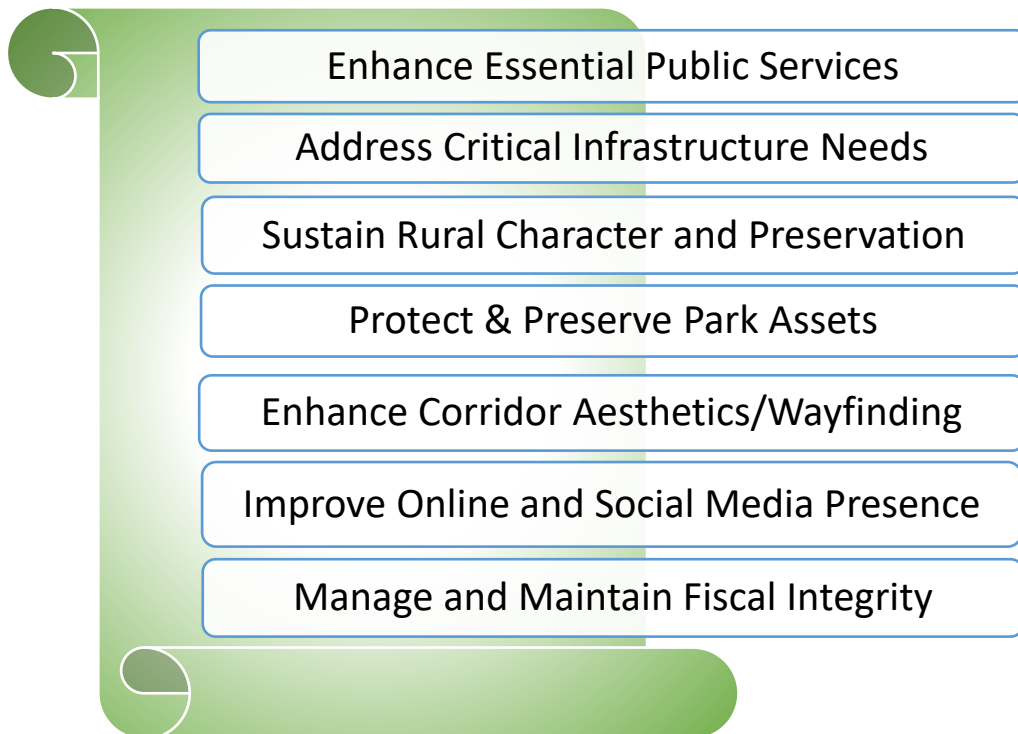 Enhance Essential Public Services
Address Critical Infrastructure Needs
Sustain Rural Character and Preservation
Protect & Preserve Park Assets
Enhance Corridor Aesthetics/Wayfinding
Improve Online and Social Media Presence
Manage and Maintain Fiscal Integrity